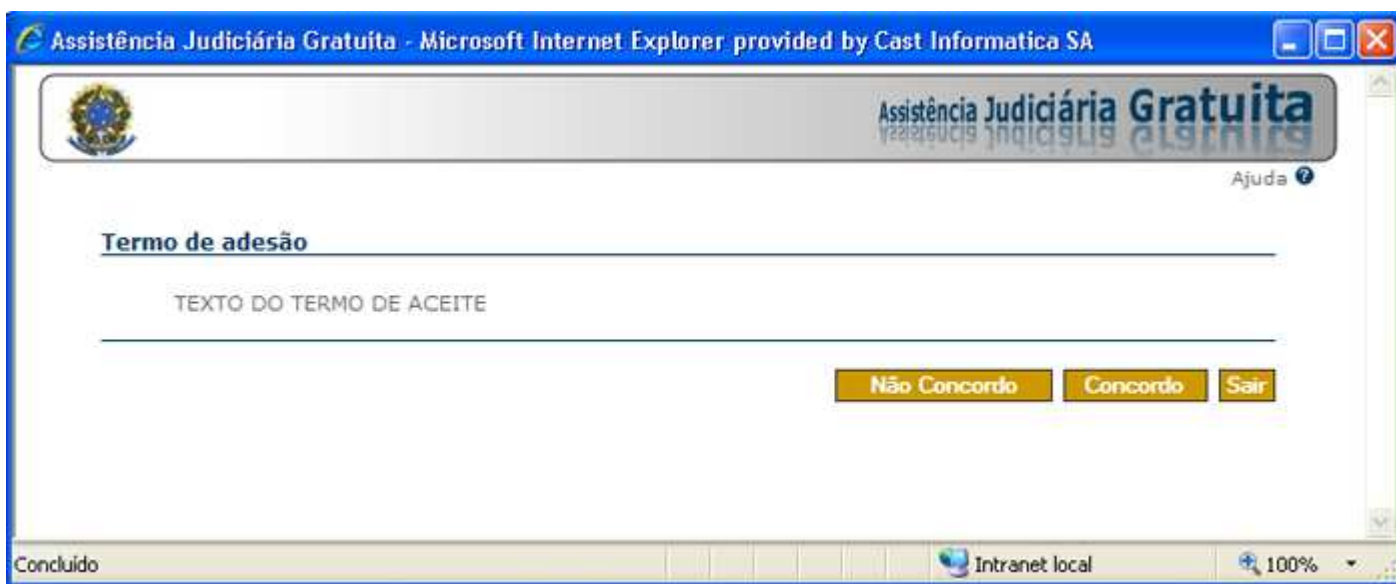 Assistência Judiciária Gratuita - Microsoft Internet Explorer provided by Cast Informatica SA
Assistência Judiciária Gratuita
Ajuda ?
Termo de adesão
TEXTO DO TERMO DE ACEITE
Não Concordo Concordo Sair
Concluído Intranet local 100%